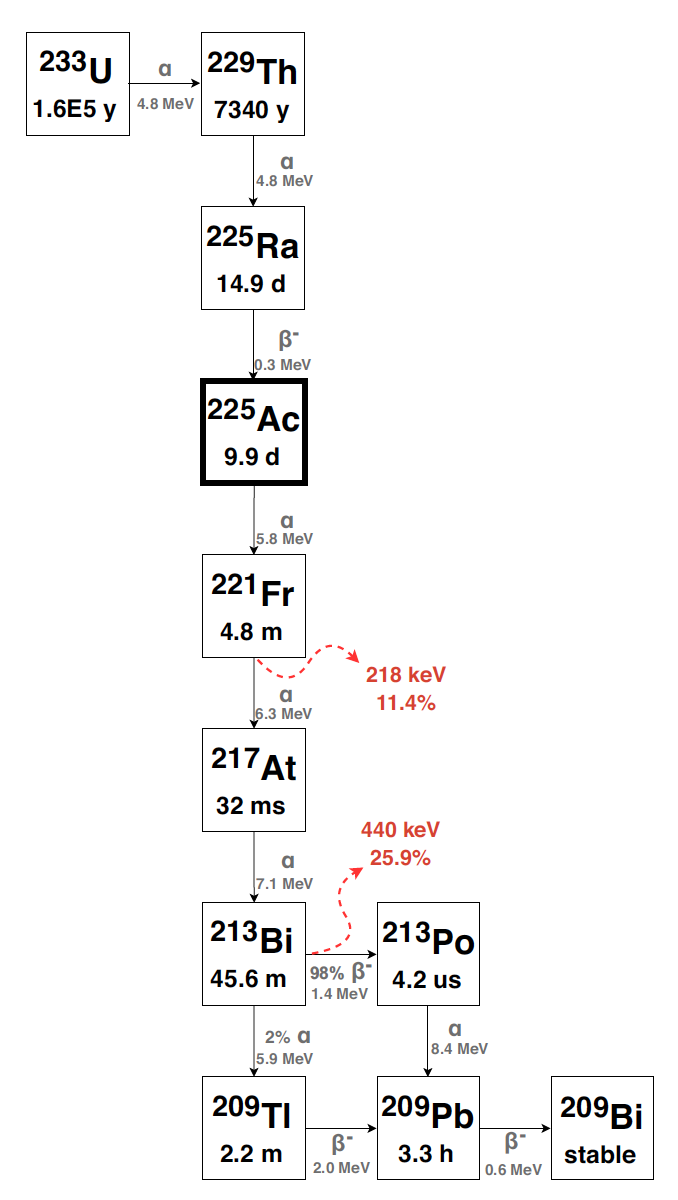 233U
1.6E5 y
α
4.8 MeV
229Th
7340 y
α
4.8 MeV
225Ra
14.9 d
β-
0.3 MeV
225Ac
9.9 d
α
5.8 MeV
221Fr
4.8 m
218 keV
11.4%
α
6.3 MeV
217At
32 ms
440 keV
25.9%
α
7.1 MeV
213Bi
45.6 m
98% β-
1.4 MeV
213Po
4.2 us
2% α
5.9 MeV
α
8.4 MeV
209Tl
2.2 m
β-
2.0 MeV
209Pb
3.3 h
β-
0.6 MeV
209Bi
stable